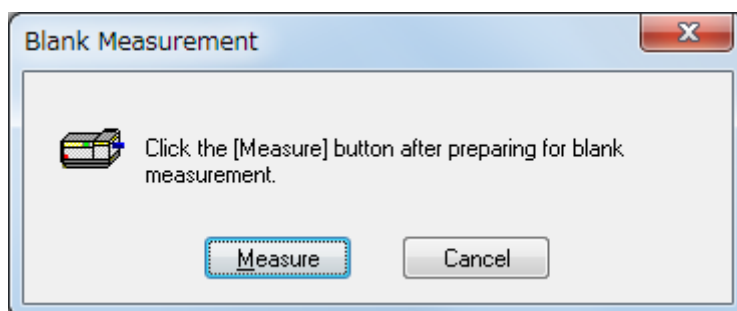 Blank Measurement
Click the [Measure] button after preparing for blank
measurement.
Measure
Cancel